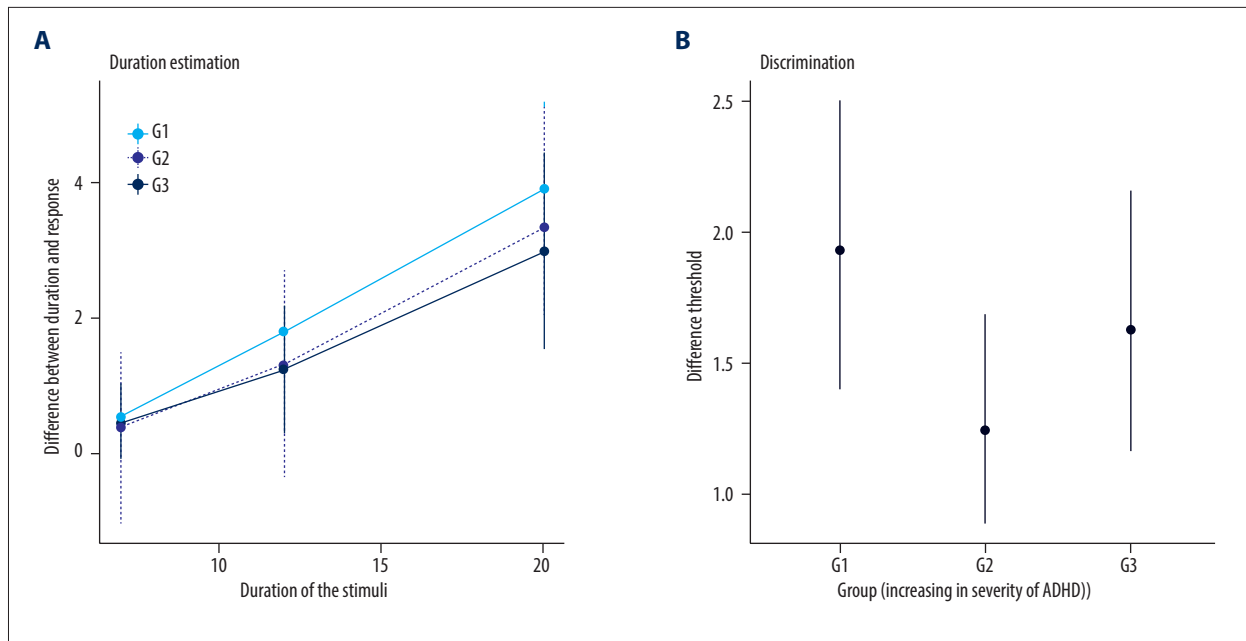 A
Duration estimation
G1
G2
G3
Difference between duration and response
4
2
0
10
15
20
Duration of the stimuli
B
Discrimination
Difference threshold
2.5
2.0
1.5
1.0
G1
G2
G3
Group (increasing in severity of ADHD))